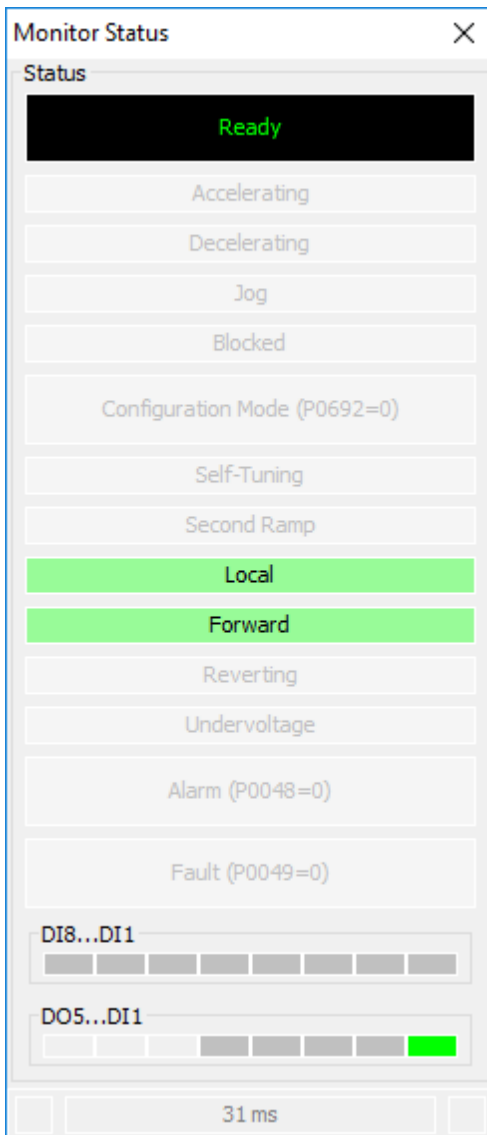 Monitor Status
Status
Ready
Accelerating
Decelerating
Jog
Blocked
Configuration Mode (P0692=0)
Self-Tuning
Second Ramp
Local
Forward
Reverting
Undervoltage
Alarm (P0048=0)
Fault (P0049=0)
DI8...DI1
DO5...DI1
31 ms